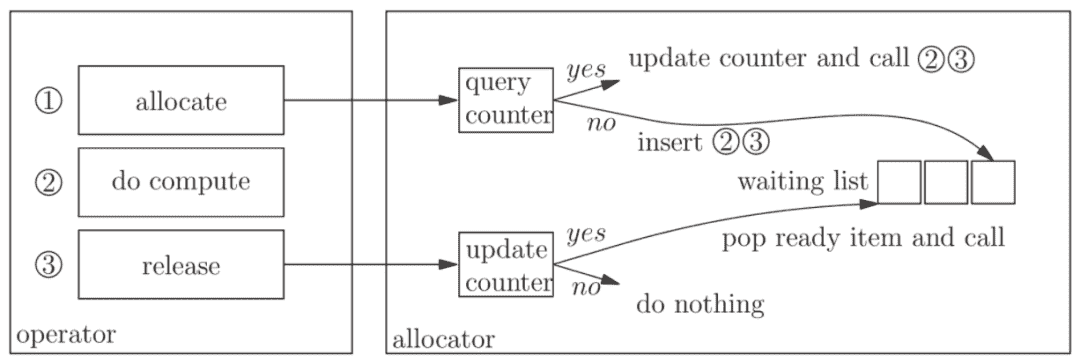 ① allocate
② do compute
③ release
operator
query
counter
yes
update counter and call ②③
no
insert ②③
waiting list
update
counter
yes
pop ready item and call
no
do nothing
allocator